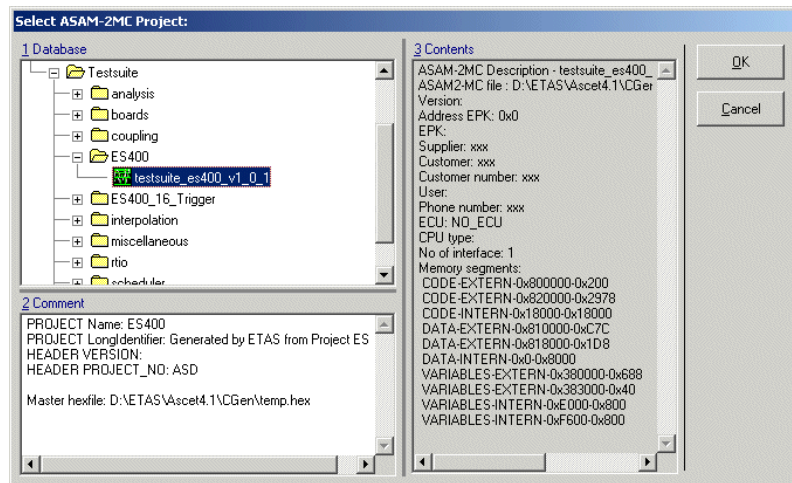 Select ASAM-2MC Project:
1 Database
Testsuite
analysis
boards
coupling
ES400
testsuite_es400_v1_0_1
ES400_16_Trigger
interpolation
miscellaneous
rtio
scheduler
2 Comment
PROJECT Name: ES400
PROJECT LongIdentifier: Generated by ETAS from Project ES
HEADER VERSION:
HEADER PROJECT_NO: ASD
Master hexfile: D:\ETAS\Ascet4.1\CGen\temp.hex
3 Contents
ASAM-2MC Description - testsuite_es400_
ASAM2-MC file : D:\ETAS\Ascet4.1\CGer
Version:
Address EPK: 0x0
EPK:
Supplier: xxx
Customer: xxx
Customer number: xxx
User:
Phone number: xxx
ECU: NO_ECU
CPU type:
No of interface: 1
Memory segments:
CODE-EXTERN-0x800000-0x200
CODE-EXTERN-0x820000-0x2978
CODE-INTERN-0x18000-0x18000
DATA-EXTERN-0x810000-0xC7C
DATA-EXTERN-0x818000-0x1D8
DATA-INTERN-0x0-0x8000
VARIABLES-EXTERN-0x380000-0x688
VARIABLES-EXTERN-0x383000-0x40
VARIABLES-INTERN-0xE000-0x800
VARIABLES-INTERN-0xF600-0x800
OK
Cancel